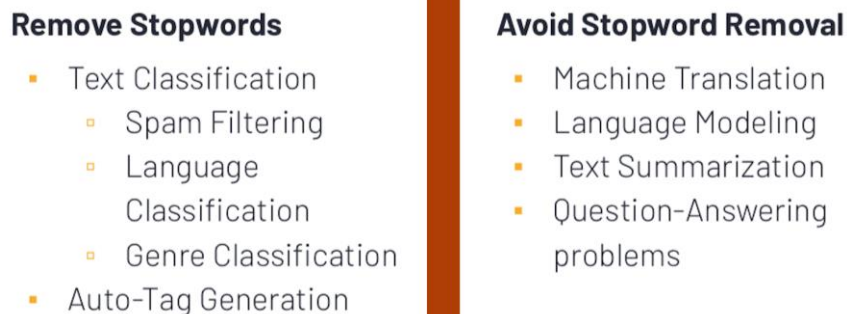 Remove Stopwords
Text Classification
Spam Filtering
Language
Classification
Genre Classification
Auto-Tag Generation
Avoid Stopword Removal
Machine Translation
Language Modeling
Text Summarization
Question-Answering
problems